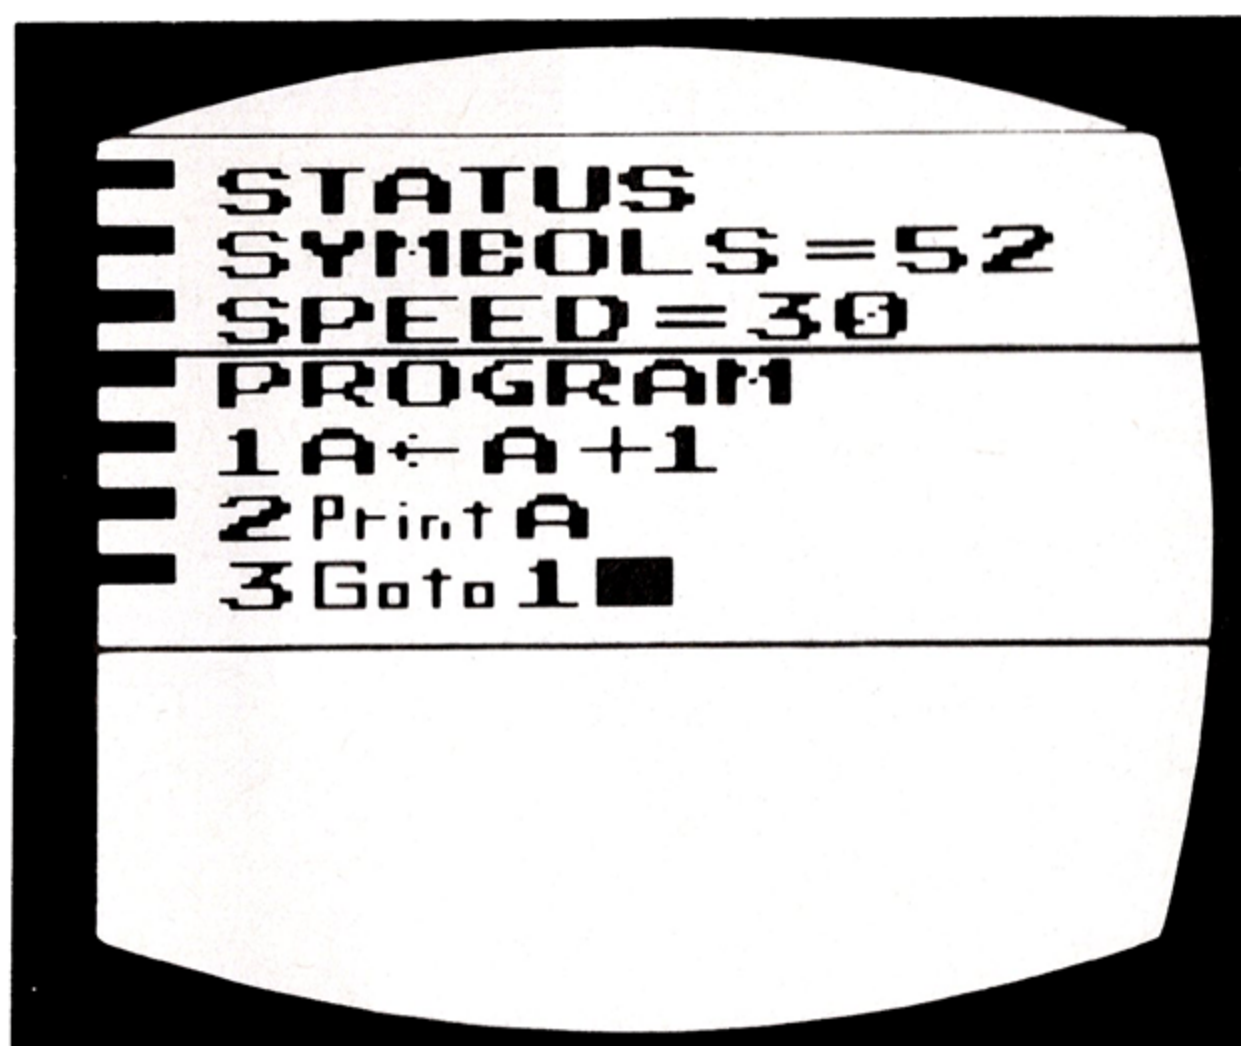 STATUS
SYMBOLS=52
SPEED=30
PROGRAM
1A←A+1
2PrintA
3Goto1